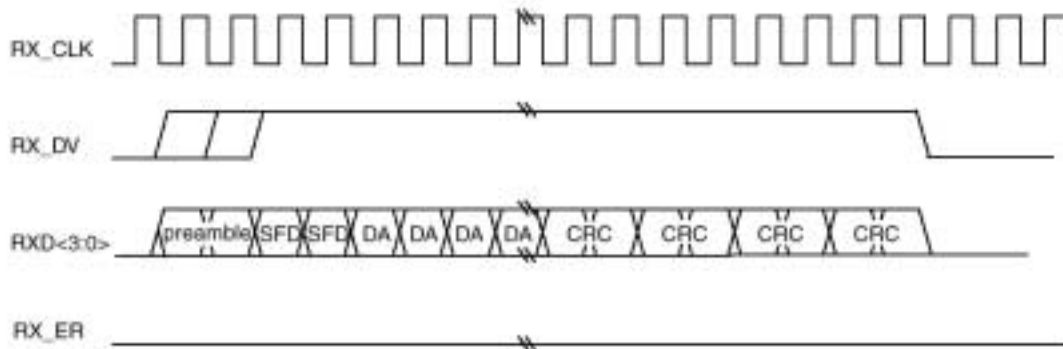 RX_CLK
RX_DV
RXD<3:0>
preamble SFD SFD DA DA DA DA CRC CRC CRC CRC
RX_ER